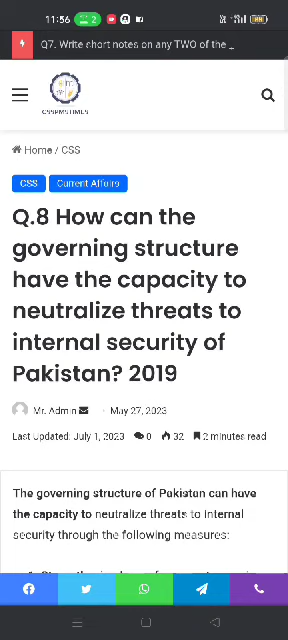 11:56 2
Q7. Write short notes on any TWO of the _
CSSPMSTIMES
Home / CSS
CSS Current Affairs
Q.8 How can the
governing structure
have the capacity to
neutralize threats to
internal security of
Pakistan? 2019
Mr. Admin May 27, 2023
Last Updated: July 1, 2023 0 32 2 minutes read
The governing structure of Pakistan can have
the capacity to neutralize threats to internal
security through the following measures: